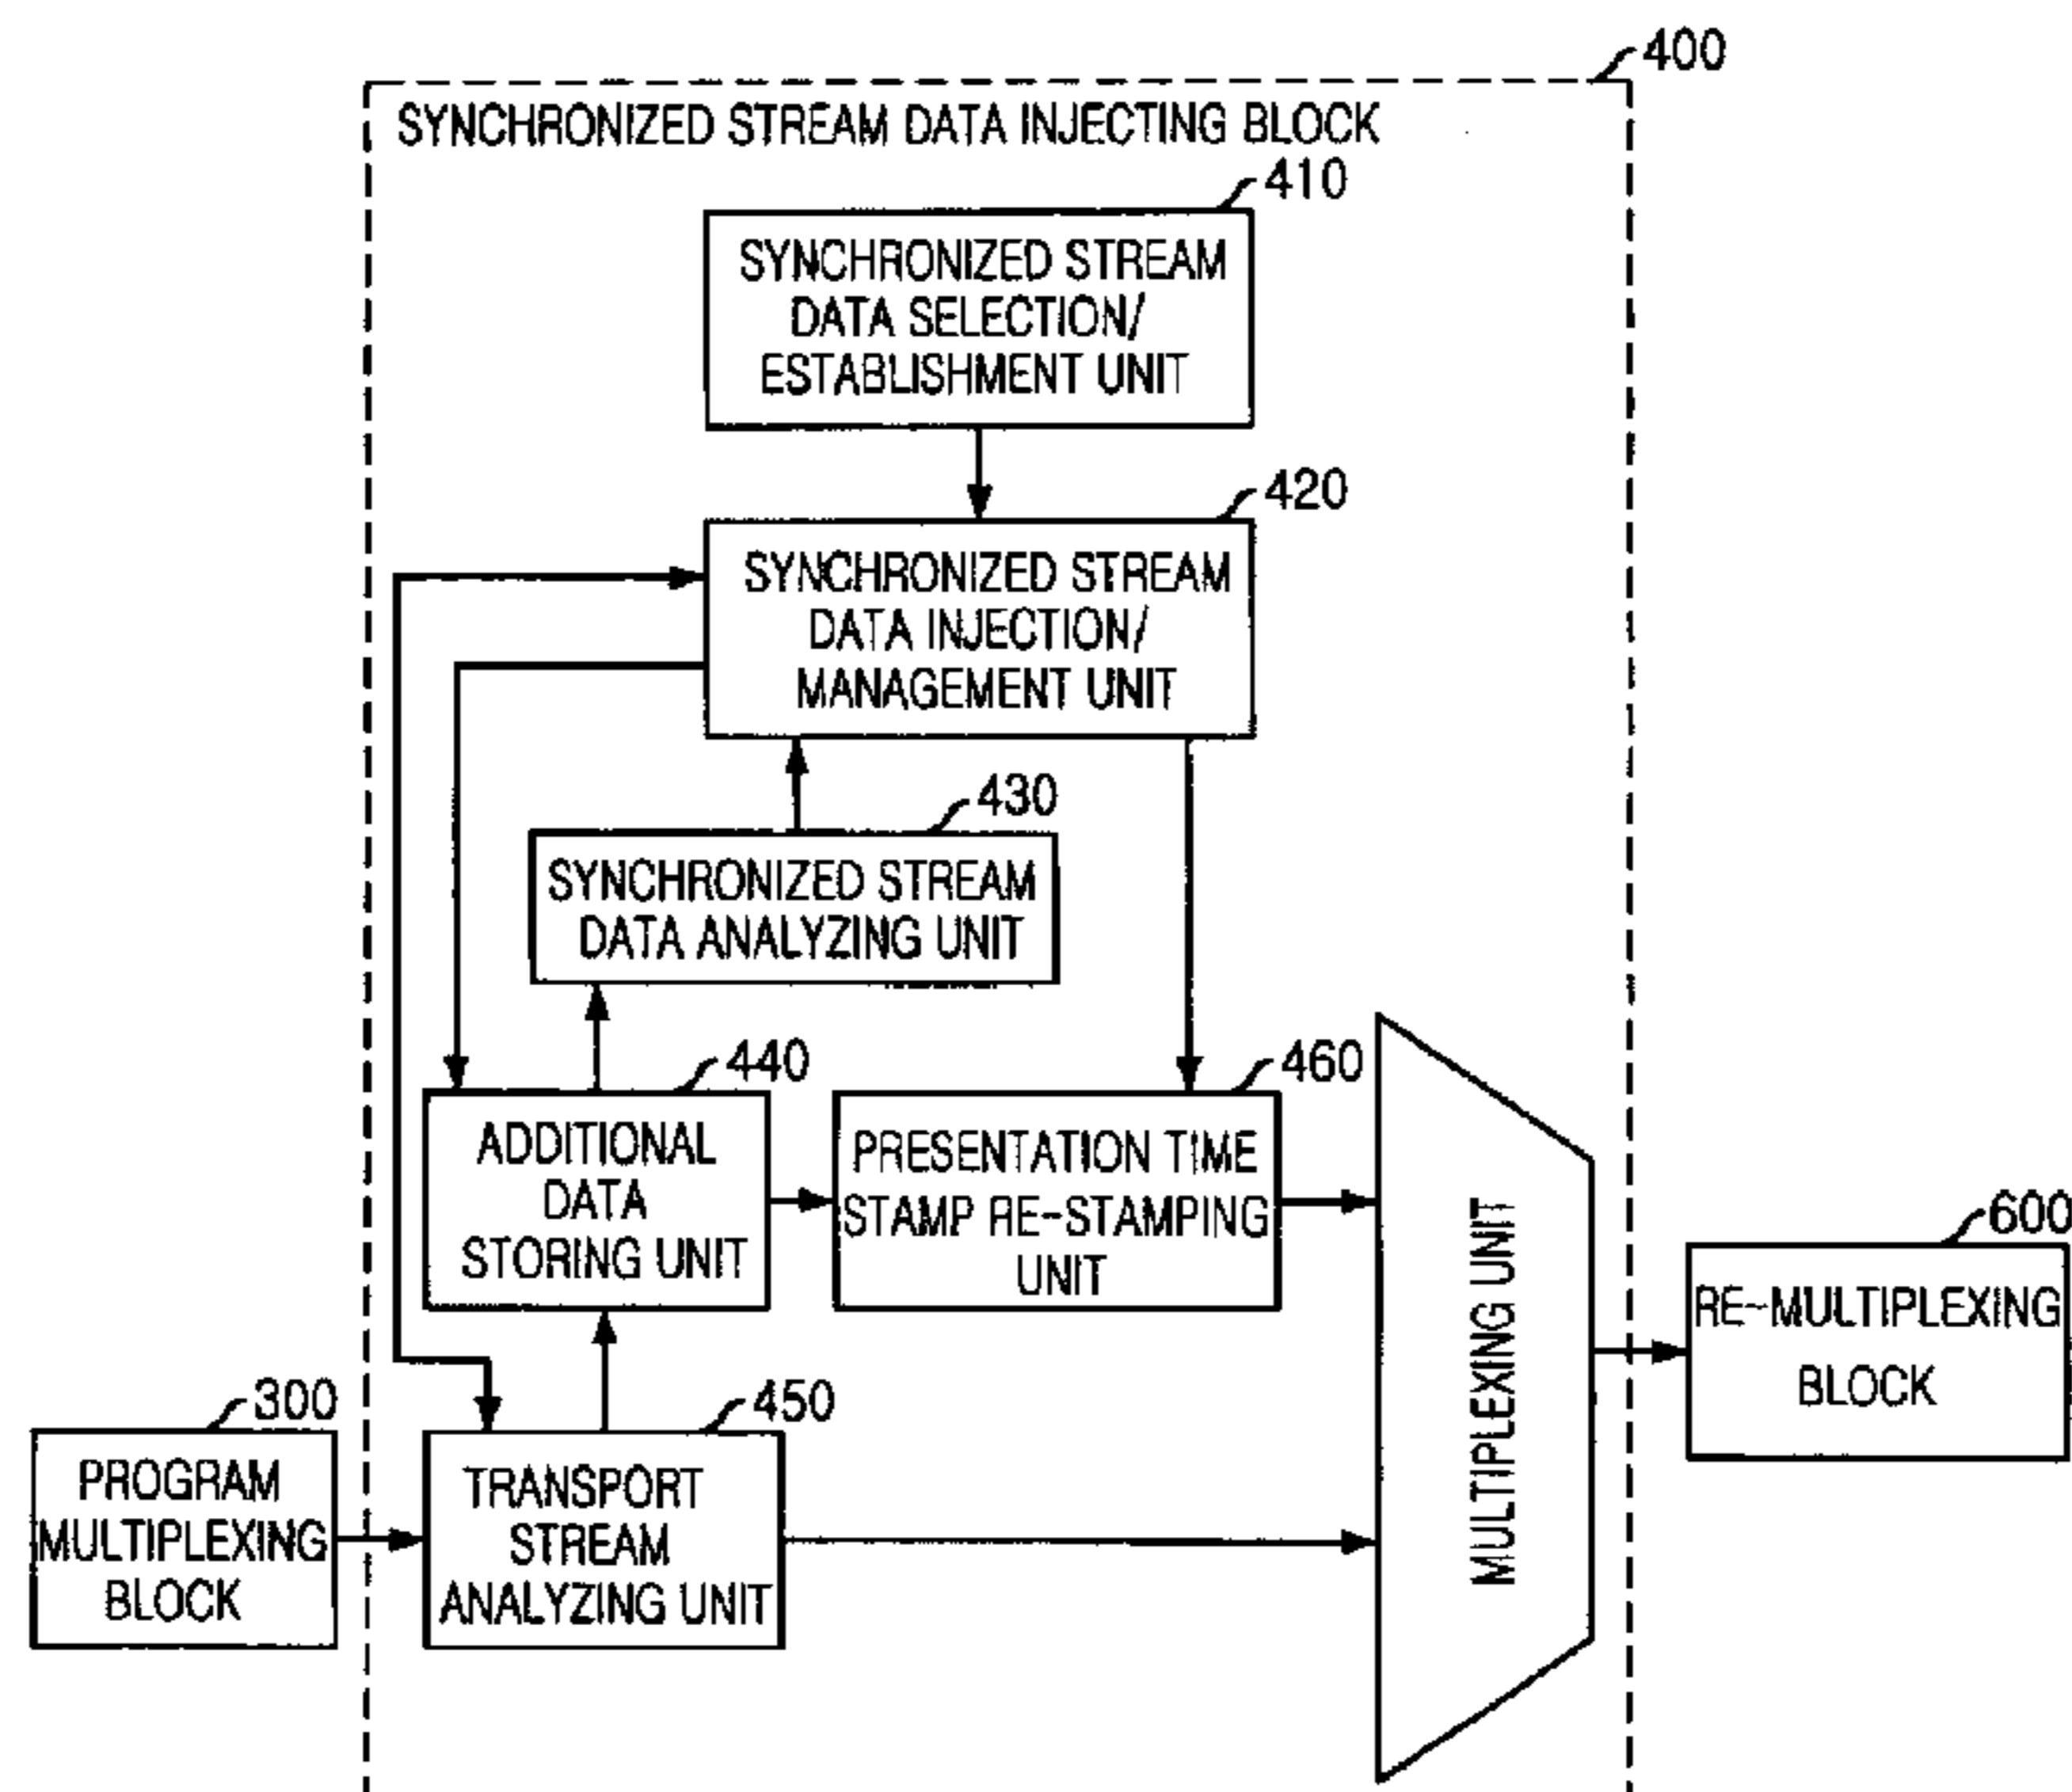 400
SYNCHRONIZED STREAM DATA INJECTING BLOCK
410
SYNCHRONIZED STREAM
DATA SELECTION/
ESTABLISHMENT UNIT
420
SYNCHRONIZED STREAM
DATA INJECTION/
MANAGEMENT UNIT
430
SYNCHRONIZED STREAM
DATA ANALYZING UNIT
440
ADDITIONAL
DATA
STORING UNIT
460
PRESENTATION TIME
STAMP RE-STAMPING
UNIT
MULTIPLEXING UNIT
600
RE-MULTIPLEXING
BLOCK
300
PROGRAM
MULTIPLEXING
BLOCK
450
TRANSPORT
STREAM
ANALYZING UNIT